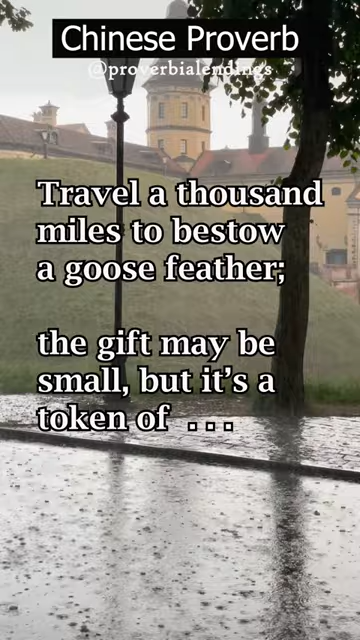 Chinese Proverb
@proverbialendings
Travel a thousand
miles to bestow
a goose feather;
the gift may be
small, but it's a
token of ...